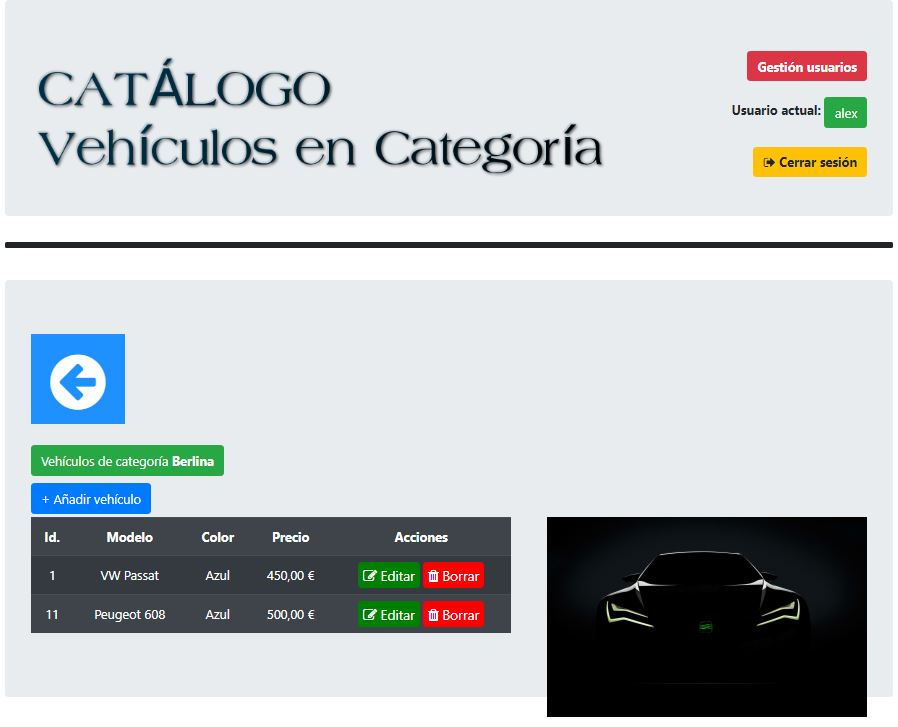 CATÁLOGO
Vehículos en Categoría
Gestión usuarios
Usuario actual: alex
Cerrar sesión
Vehículos de categoría Berlina
+ Añadir vehículo
Id. Modelo Color Precio Acciones
1 VW Passat Azul 450,00 € Editar Borrar
11 Peugeot 608 Azul 500,00 € Editar Borrar